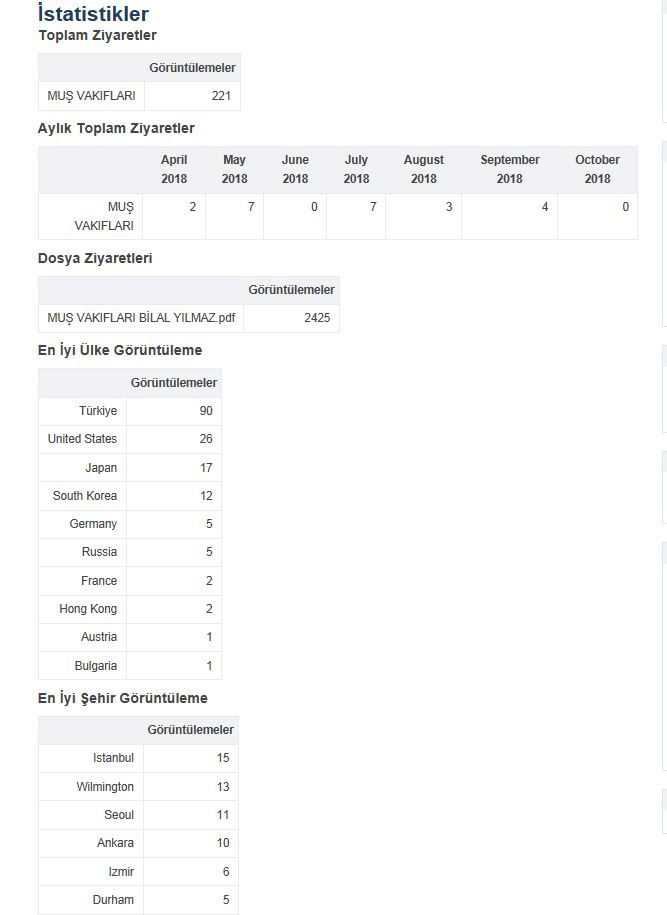 İstatistikler
Toplam Ziyaretler
Görüntülemeler
MUŞ VAKIFLARI 221
Aylık Toplam Ziyaretler
April 2018 May 2018 June 2018 July 2018 August 2018 September 2018 October 2018
MUŞ VAKIFLARI 2 7 0 7 3 4 0
Dosya Ziyaretleri
Görüntülemeler
MUŞ VAKIFLARI BİLAL YILMAZ.pdf 2425
En İyi Ülke Görüntüleme
Görüntülemeler
Türkiye 90
United States 26
Japan 17
South Korea 12
Germany 5
Russia 5
France 2
Hong Kong 2
Austria 1
Bulgaria 1
En İyi Şehir Görüntüleme
Görüntülemeler
Istanbul 15
Wilmington 13
Seoul 11
Ankara 10
Izmir 6
Durham 5